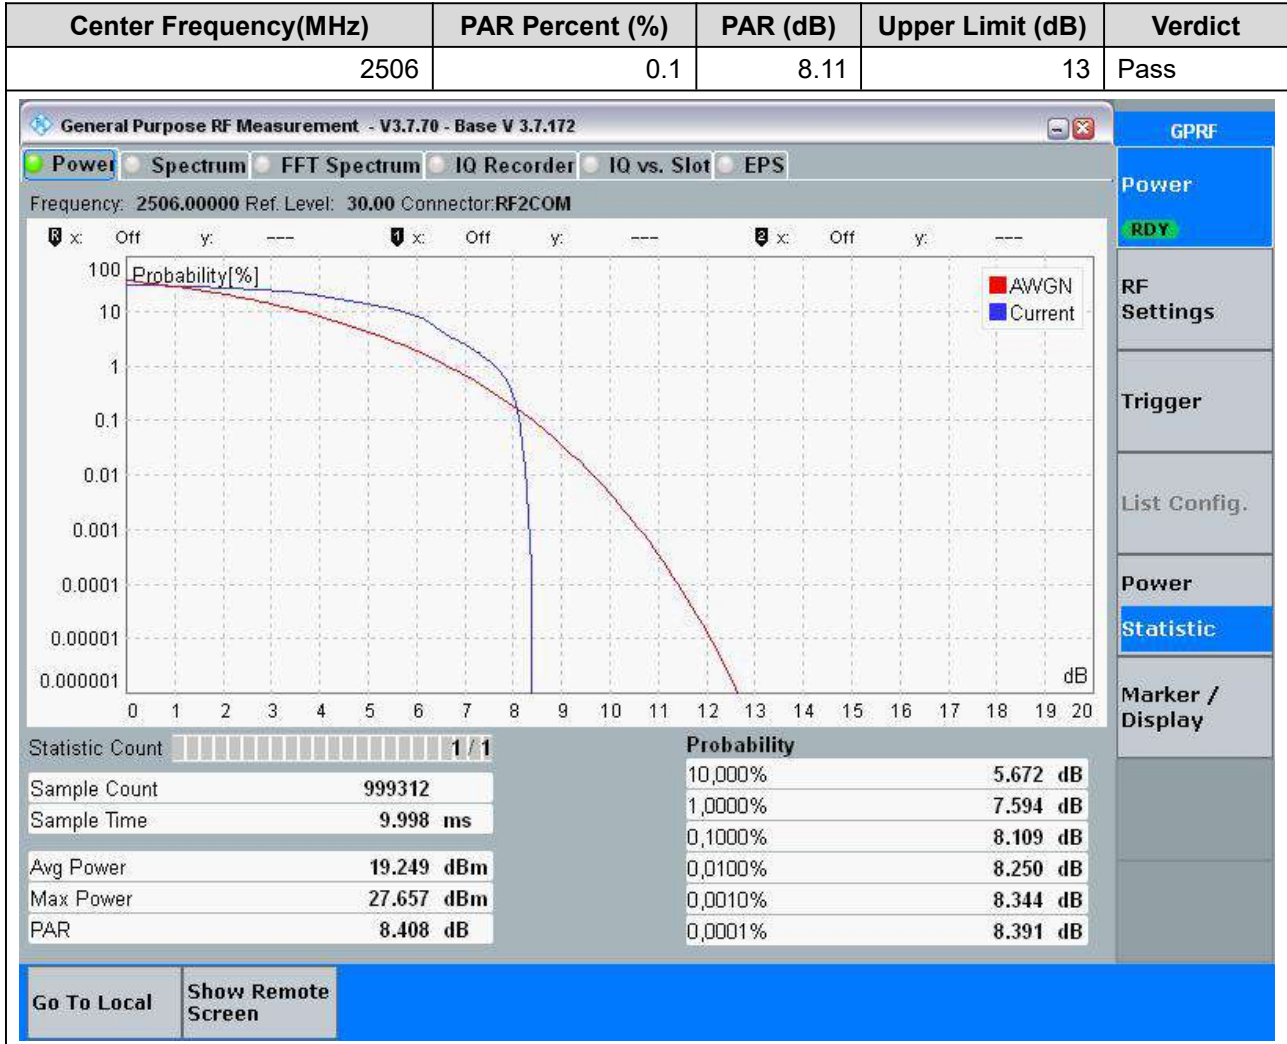 Center Frequency(MHz) PAR Percent (%) PAR (dB) Upper Limit (dB) Verdict
2506 0.1 8.11 13 Pass
General Purpose RF Measurement - V3.7.70 - Base V 3.7.172
GPRF
Power Spectrum FFT Spectrum IQ Recorder IQ vs. Slot EPS
Frequency: 2506.00000 Ref. Level: 30.00 Connector:RF2COM
R x: Off y: --- 1 x: Off y: --- 2 x: Off y: ---
Probability[%]
AWGN
Current
100
10
1
0.1
0.01
0.001
0.0001
0.00001
0.000001
dB
0 1 2 3 4 5 6 7 8 9 10 11 12 13 14 15 16 17 18 19 20
Statistic Count 1 / 1
Sample Count 999312
Sample Time 9.998 ms
Avg Power 19.249 dBm
Max Power 27.657 dBm
PAR 8.408 dB
Probability
10,000% 5.672 dB
1,0000% 7.594 dB
0,1000% 8.109 dB
0,0100% 8.250 dB
0,0010% 8.344 dB
0,0001% 8.391 dB
Power
RDY
RF
Settings
Trigger
List Config.
Power
Statistic
Marker /
Display
Go To Local
Show Remote
Screen